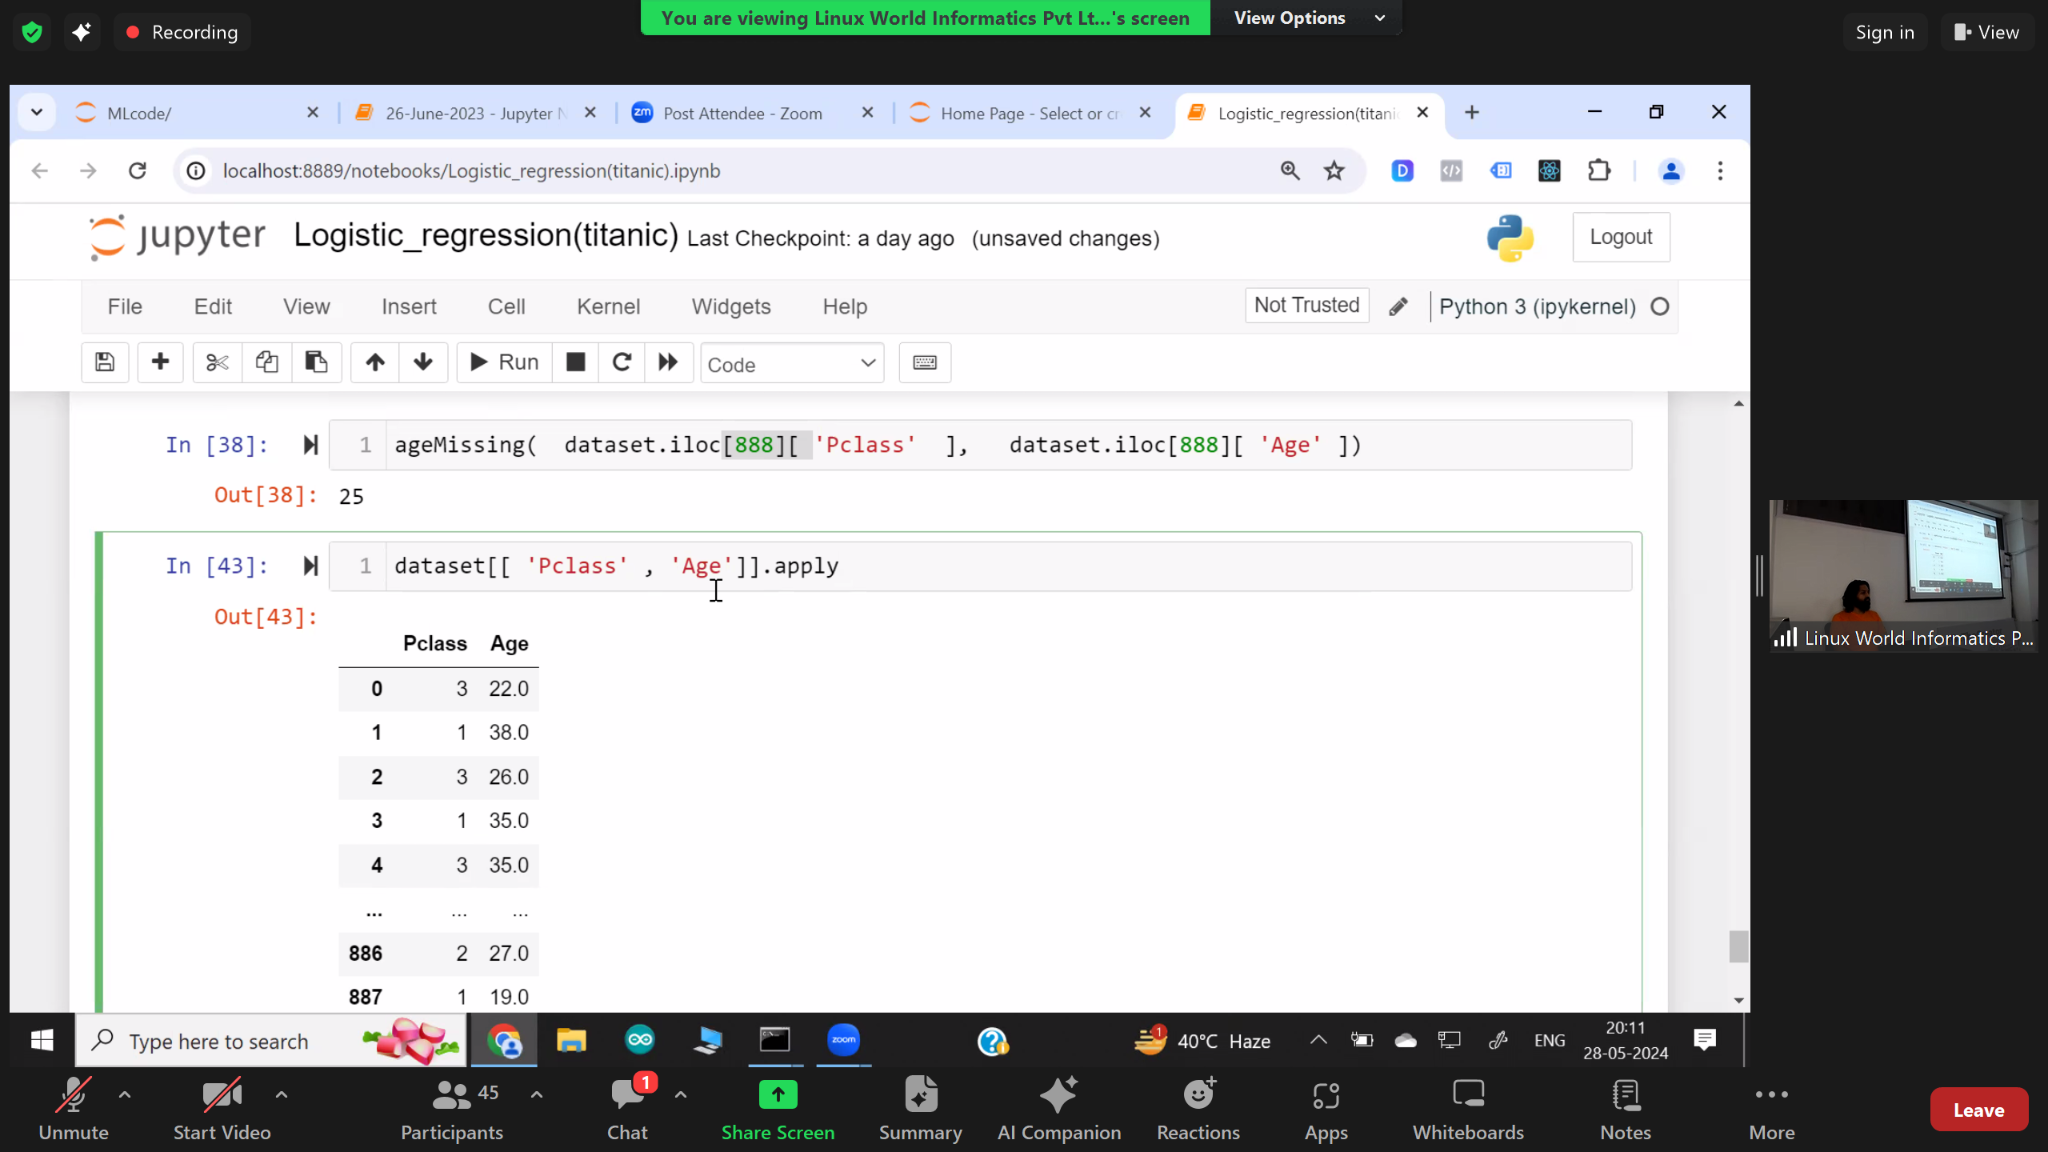 Recording
You are viewing Linux World Informatics Pvt Lt...'s screen
View Options
Sign in
View
MLcode/
26-June-2023 - Jupyter N
Post Attendee - Zoom
Home Page - Select or cr
Logistic_regression(titani
localhost:8889/notebooks/Logistic_regression(titanic).ipynb
jupyter
Logistic_regression(titanic) Last Checkpoint: a day ago (unsaved changes)
Logout
File Edit View Insert Cell Kernel Widgets Help
Not Trusted
Python 3 (ipykernel)
Run
Code
In [38]: 1 ageMissing( dataset.iloc[888][ 'Pclass' ], dataset.iloc[888][ 'Age' ])
Out[38]: 25
In [43]: 1 dataset[[ 'Pclass' , 'Age']].apply
Out[43]:
Pclass Age
0 3 22.0
1 1 38.0
2 3 26.0
3 1 35.0
4 3 35.0
... ... ...
886 2 27.0
887 1 19.0
Linux World Informatics P...
Type here to search
zoom
1
40°C Haze
ENG
20:11
28-05-2024
45
1
Unmute
Start Video
Participants
Chat
Share Screen
Summary
AI Companion
Reactions
Apps
Whiteboards
Notes
More
Leave